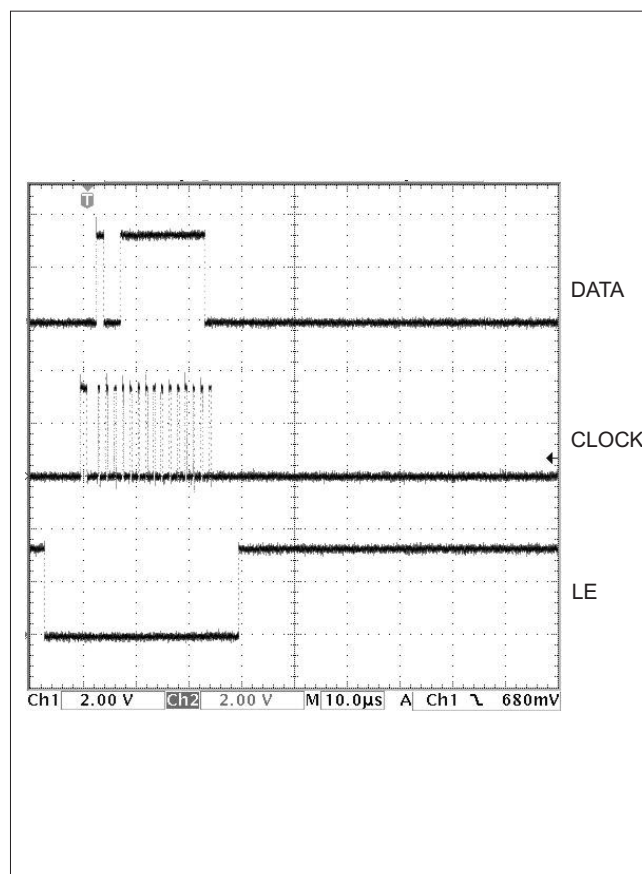 T
DATA
CLOCK
LE
Ch1 2.00 V Ch2 2.00 V M 10.0µs A Ch1 ꓶ 680mV